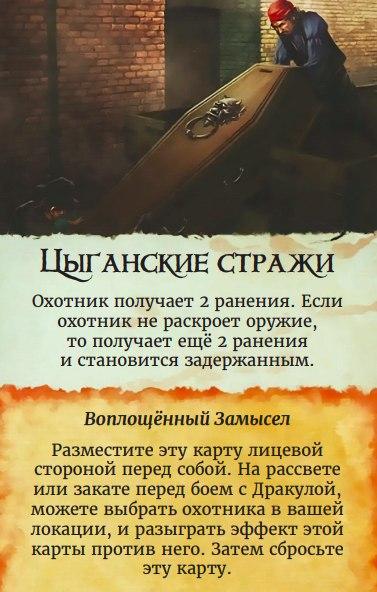 Цыганские стражи
Охотник получает 2 ранения. Если
охотник не раскроет оружие,
то получает ещё 2 ранения
и становится задержанным.
Воплощённый Замысел
Разместите эту карту лицевой
стороной перед собой. На рассвете
или закате перед боем с Дракулой,
можете выбрать охотника в вашей
локации, и разыграть эффект этой
карты против него. Затем сбросьте
эту карту.